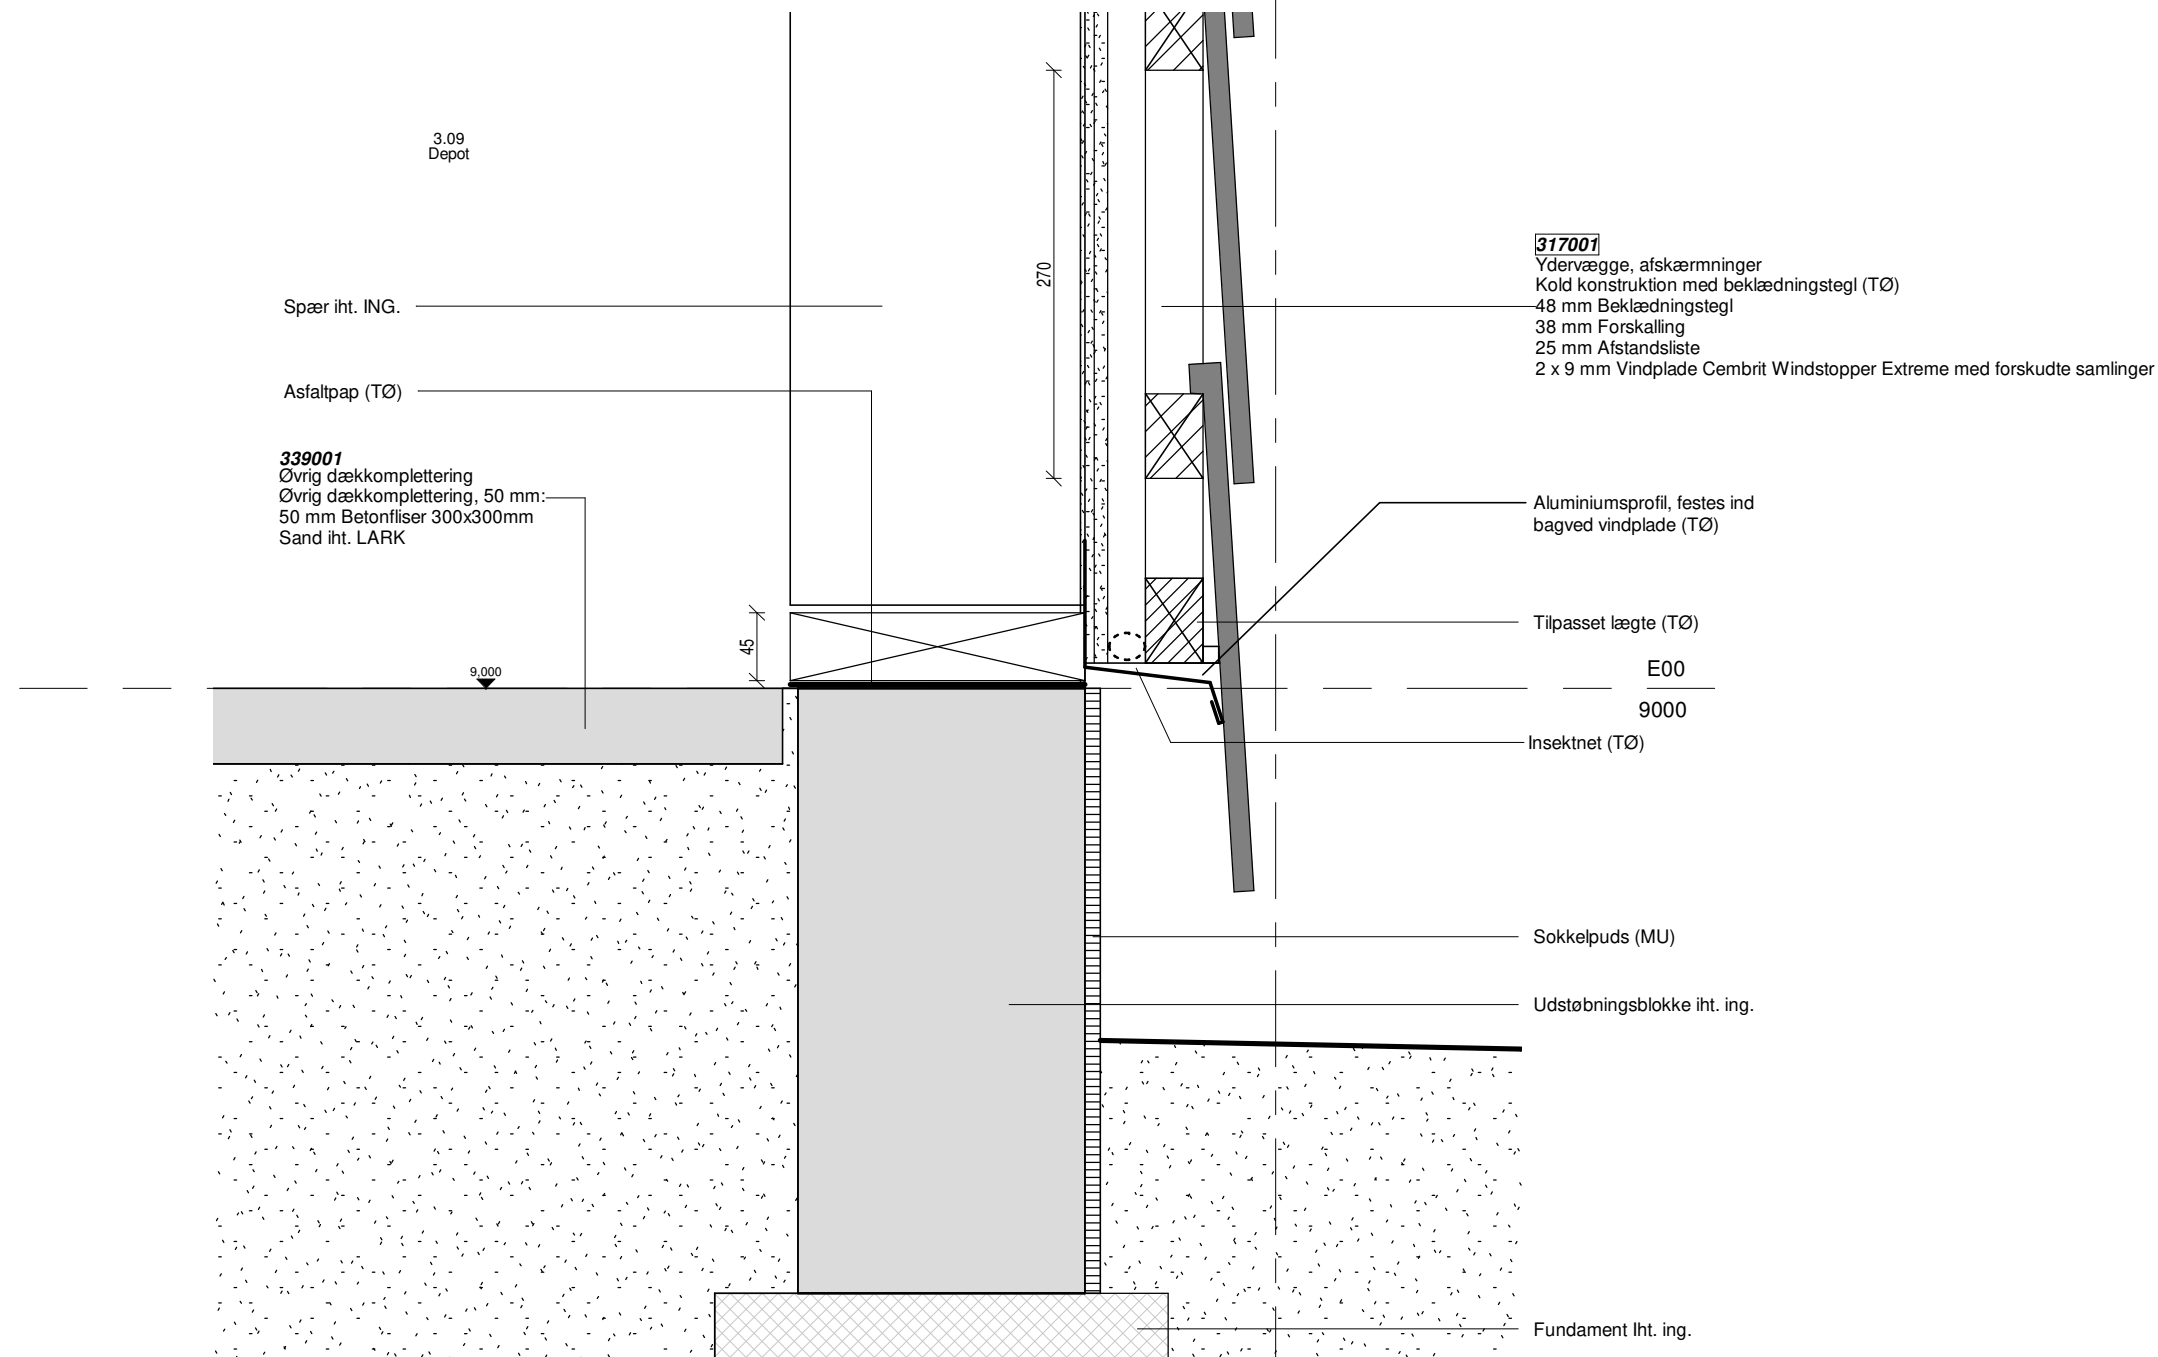 3.09
Depot
270
Spær iht. ING.
Asfaltpap (TØ)
339001
Øvrig dækkomplettering
Øvrig dækkomplettering, 50 mm:
50 mm Betonfliser 300x300mm
Sand iht. LARK
45
9,000
317001
Ydervægge, afskærmninger
Kold konstruktion med beklædningstegl (TØ)
48 mm Beklædningstegl
38 mm Forskalling
25 mm Afstandsliste
2 x 9 mm Vindplade Cembrit Windstopper Extreme med forskudte samlinger
Aluminiumsprofil, festes ind
bagved vindplade (TØ)
Tilpasset lægte (TØ)
E00
9000
Insektnet (TØ)
Sokkelpuds (MU)
Udstøbningsblokke iht. ing.
Fundament Iht. ing.